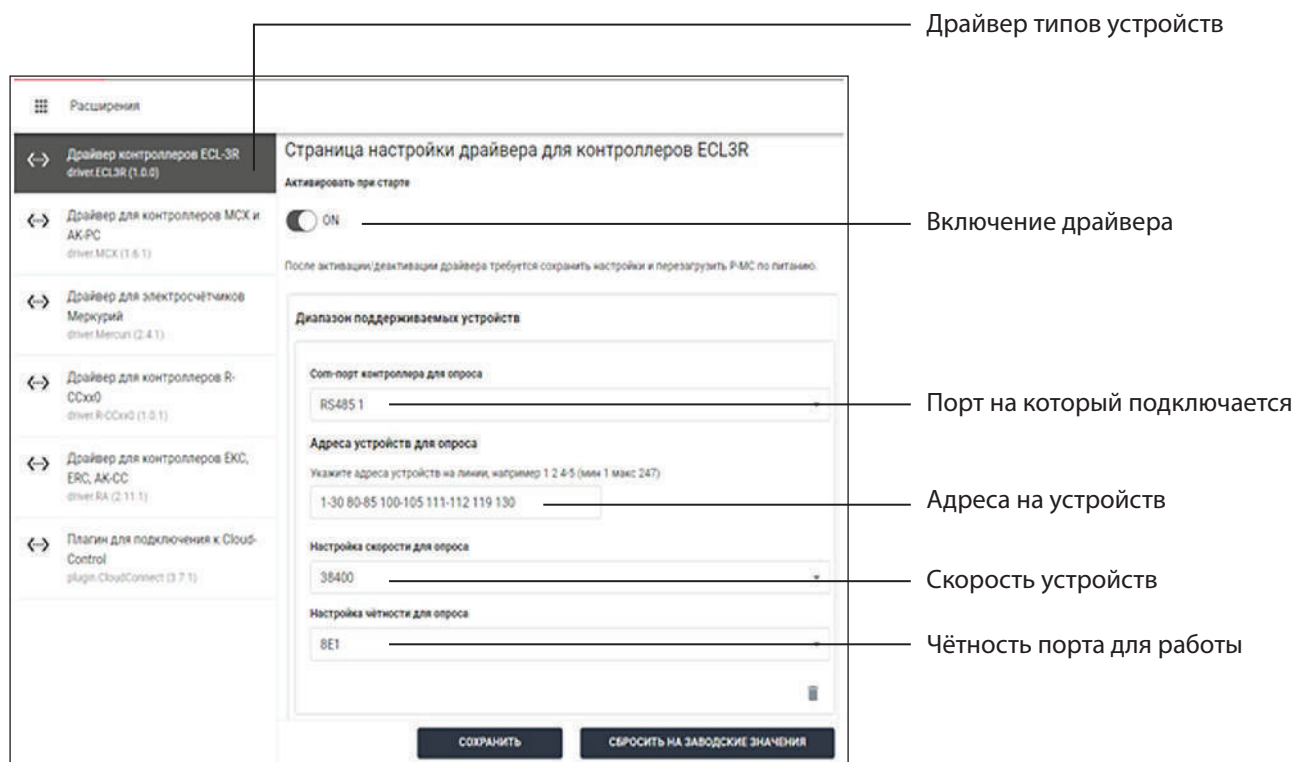 Драйвер типов устройств
Расширения
Драйвер контроллеров ECL-3R
driver.ECL3R (1.0.0)
Драйвер для контроллеров MCX и
AK-PC
driver.MCX (1.6.1)
Драйвер для электросчётчиков
Меркурий
driver.Mercuri (2.4.1)
Драйвер для контроллеров R-
CCxx0
driver.R-CCxx0 (1.0.1)
Драйвер для контроллеров EKC,
ERC, AK-CC
driver.RA (2.11.1)
Плагин для подключения к Cloud-
Control
plugin.CloudConnect (3.7.1)
Страница настройки драйвера для контроллеров ECL3R
Активировать при старте
ON
Включение драйвера
После активации/деактивации драйвера требуется сохранить настройки и перезагрузить P-MC по питанию.
Диапазон поддерживаемых устройств
Com-порт контроллера для опроса
RS485 1
Порт на который подключается
Адреса устройств для опроса
Укажите адреса устройств на линии, например 1 2 4-5 (мин 1 макс 247)
1-30 80-85 100-105 111-112 119 130
Адреса на устройств
Настройка скорости для опроса
38400
Скорость устройств
Настройка чётности для опроса
8E1
Чётность порта для работы
СОХРАНИТЬ
СБРОСИТЬ НА ЗАВОДСКИЕ ЗНАЧЕНИЯ